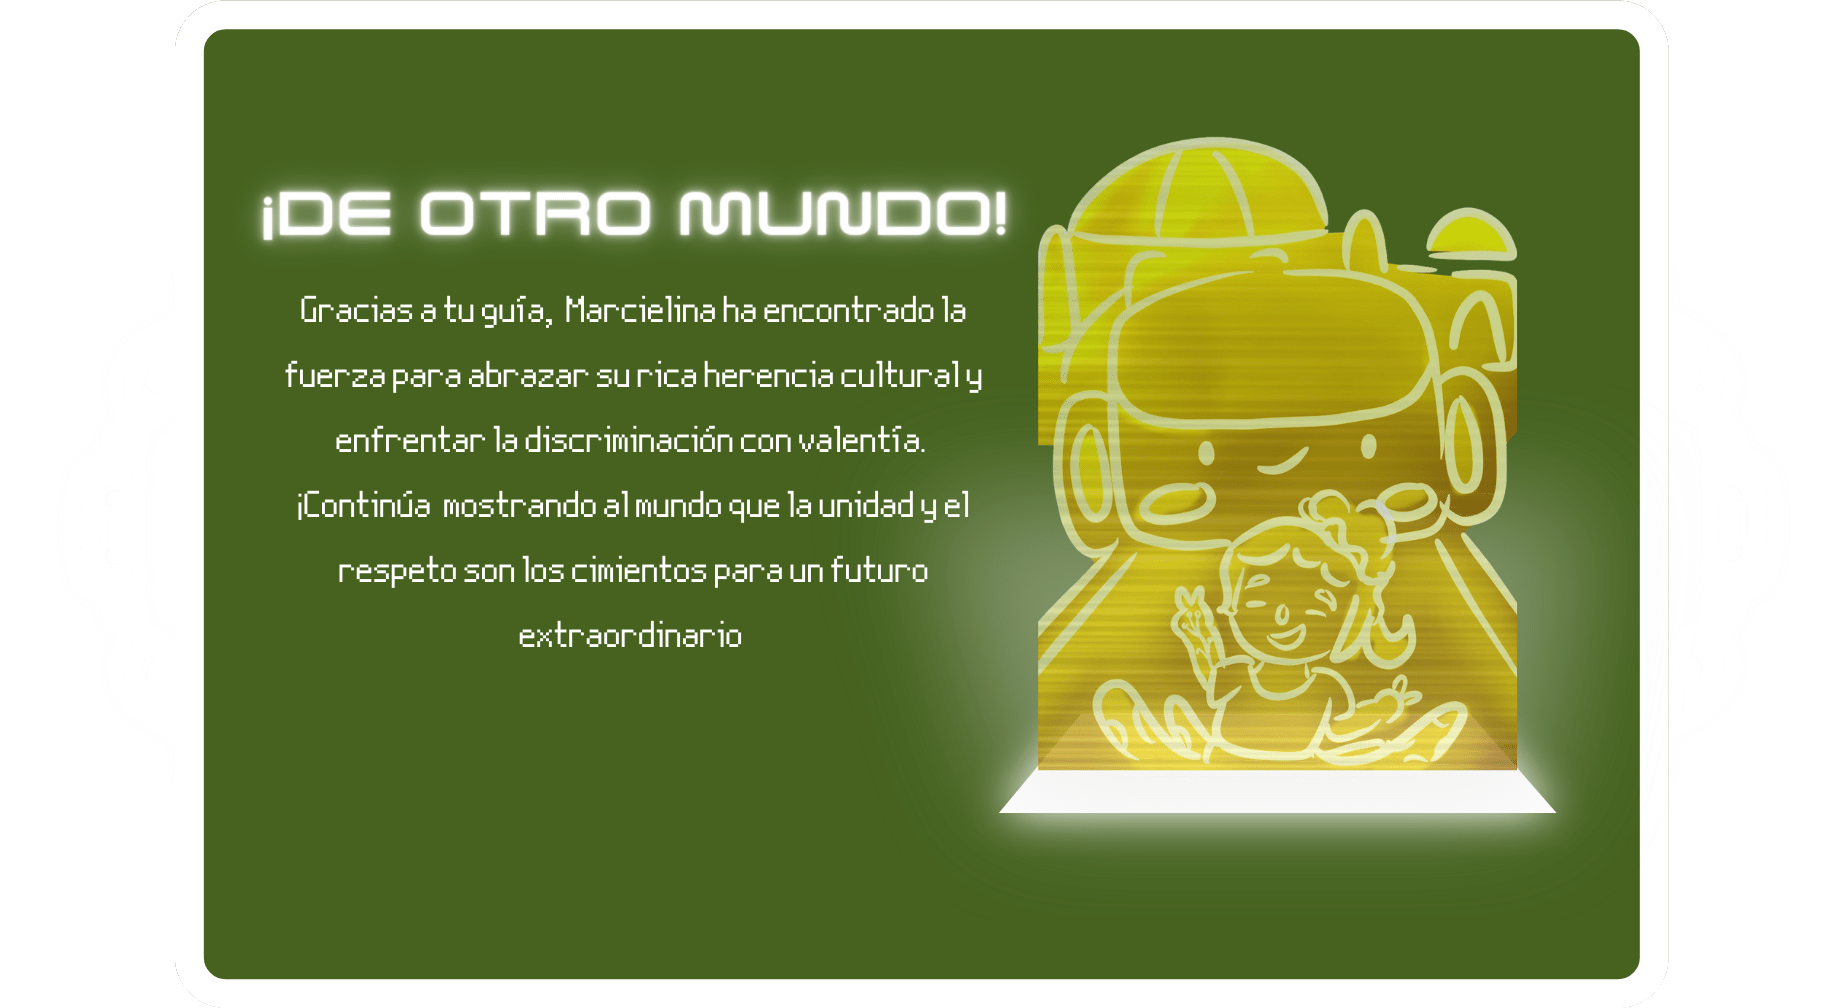 ¡DE OTRO MUNDO!
Gracias a tu guía, Marcielina ha encontrado la
fuerza para abrazar su rica herencia cultural y
enfrentar la discriminación con valentía.
¡Continúa mostrando al mundo que la unidad y el
respeto son los cimientos para un futuro
extraordinario